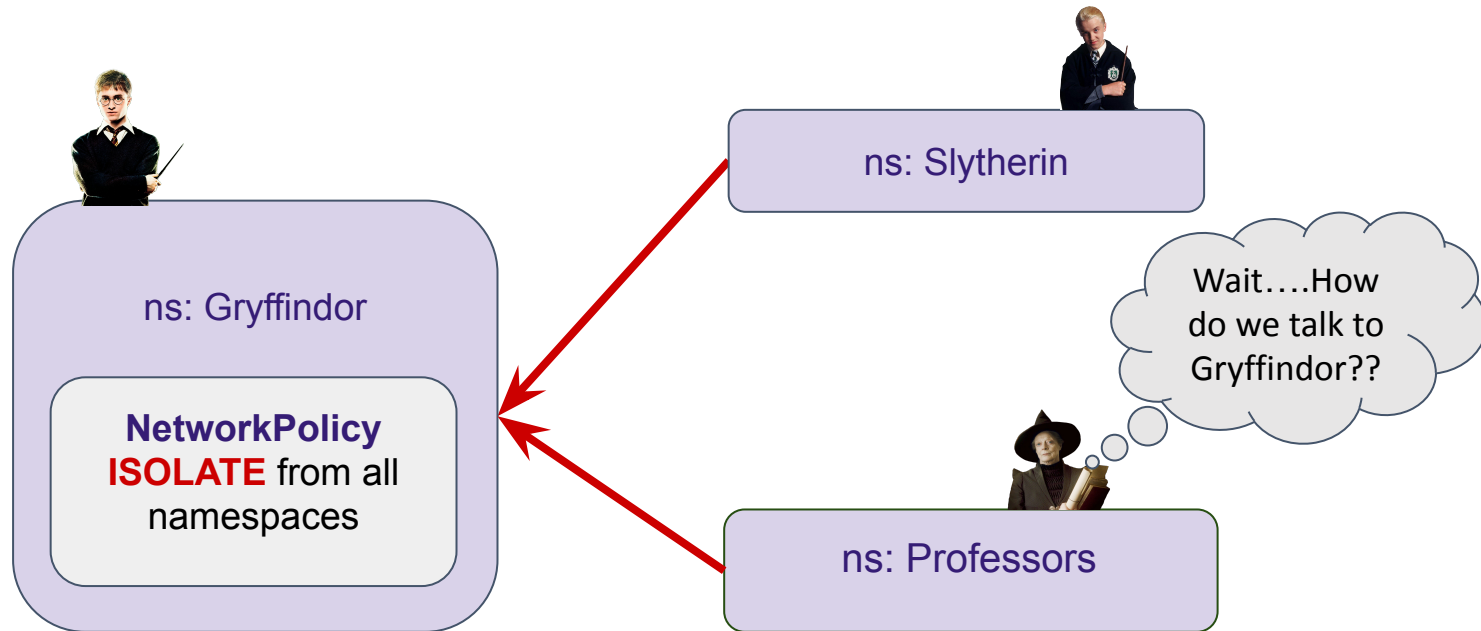 ns: Slytherin
ns: Gryffindor
NetworkPolicy
ISOLATE from all
namespaces
Wait….How
do we talk to
Gryffindor??
ns: Professors